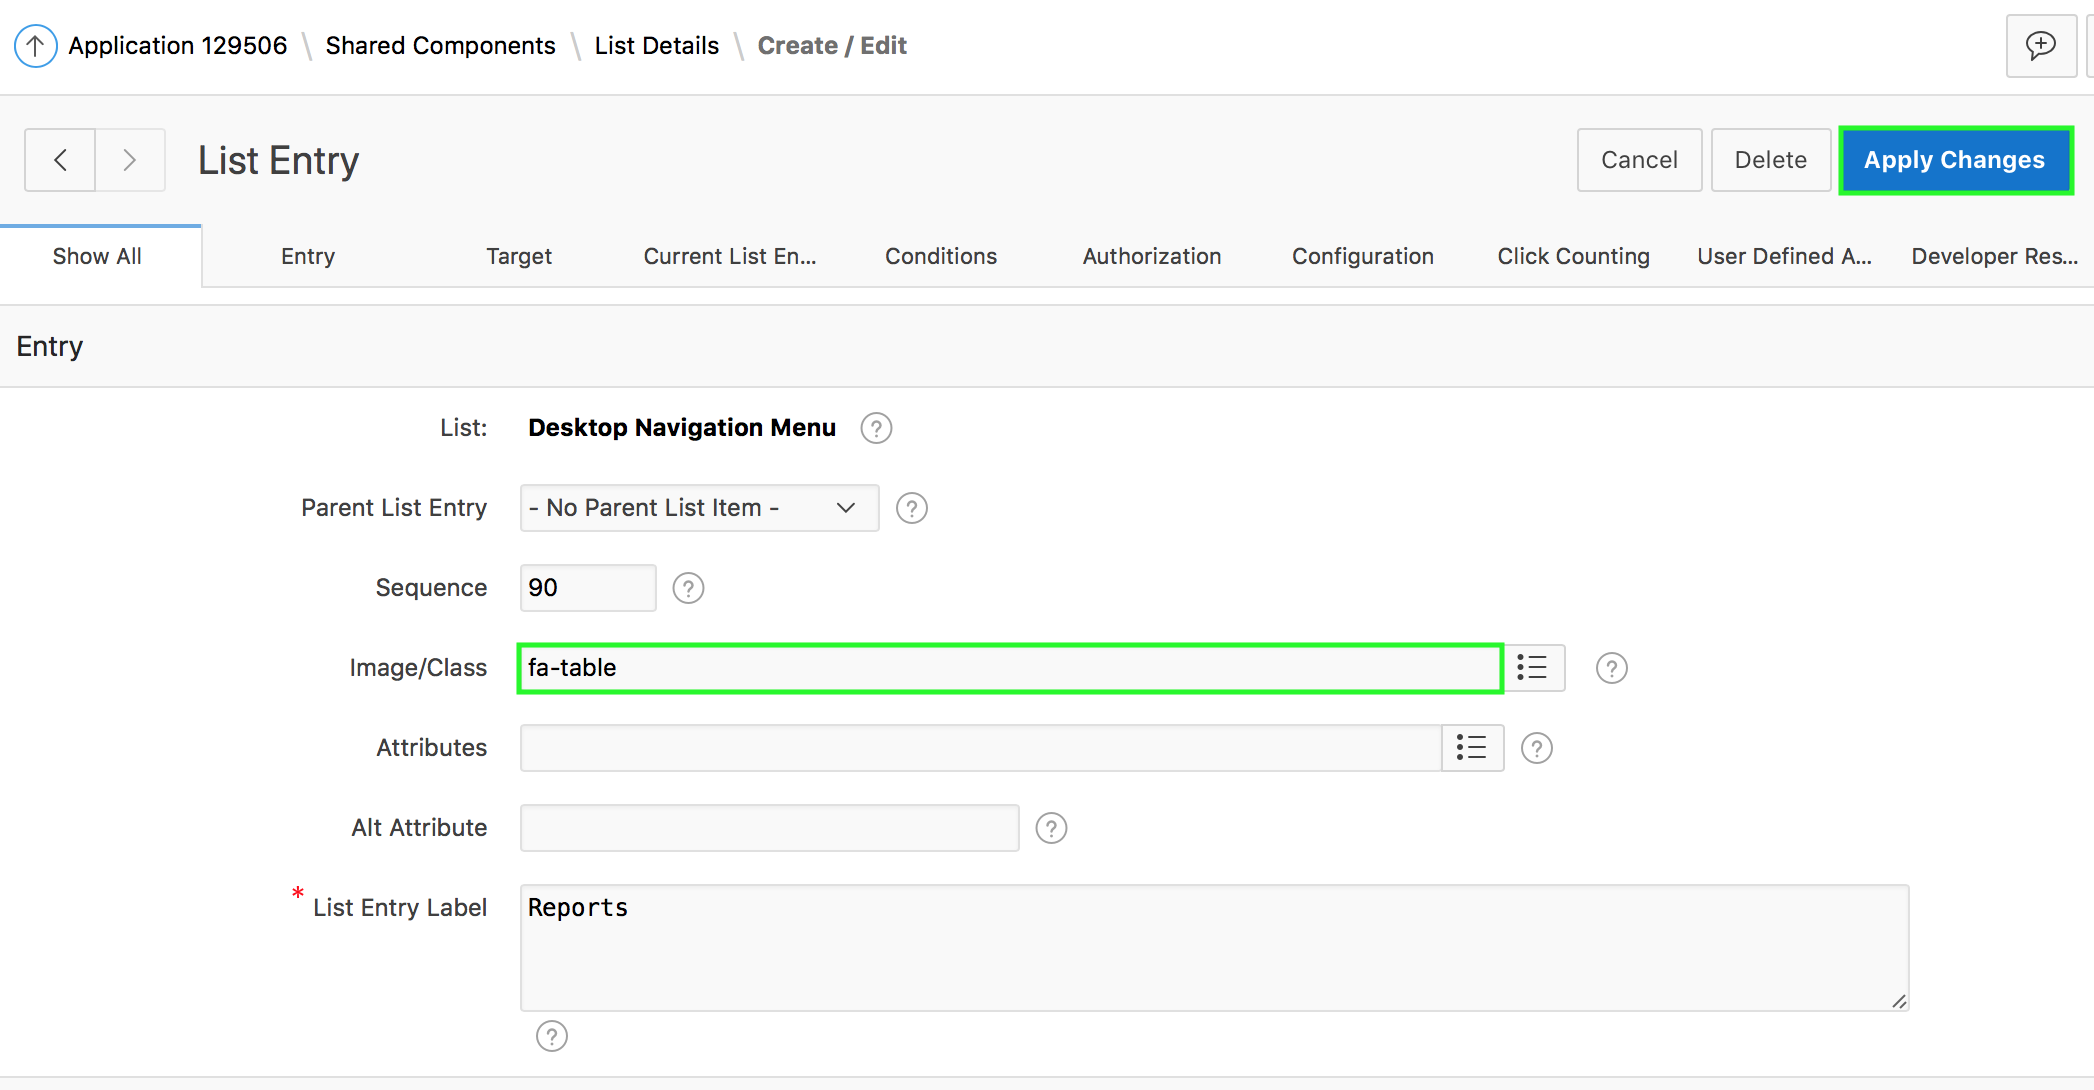 Application 129506 \ Shared Components \ List Details \ Create / Edit
List Entry
Cancel Delete Apply Changes
Show All Entry Target Current List En... Conditions Authorization Configuration Click Counting User Defined A... Developer Res...
Entry
List: Desktop Navigation Menu ?
Parent List Entry - No Parent List Item - ?
Sequence 90 ?
Image/Class fa-table ?
Attributes ?
Alt Attribute ?
* List Entry Label Reports
?